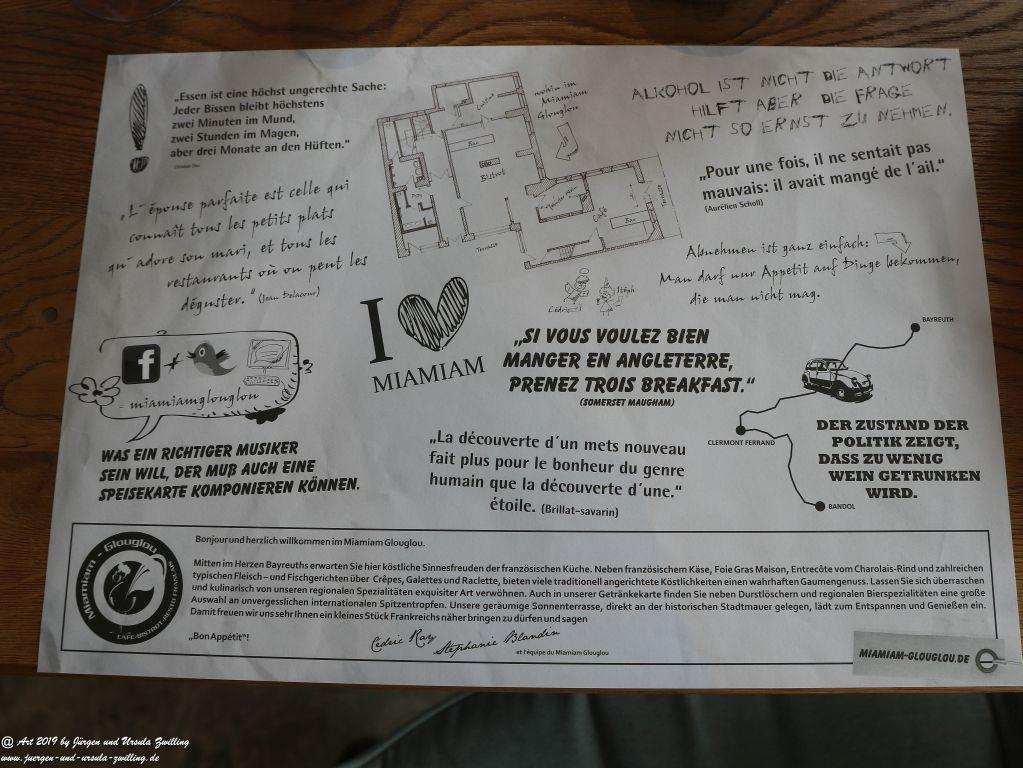 „Essen ist eine höchst ungerechte Sache:
Jeder Bissen bleibt höchstens
zwei Minuten im Mund,
zwei Stunden im Magen,
aber drei Monate an den Hüften.“
wohin im
Miamiam
Glouglou
Bar
Bistrot
Terrasse
Café
Bar
Terrasse
ALKOHOL IST NICHT DIE ANTWORT
HILFT ABER DIE FRAGE
NICHT SO ERNST ZU NEHMEN.
„Pour une fois, il ne sentait pas
mauvais: il avait mangé de l´ail.“
(Aurélien Scholl)
„L´épouse parfaite est celle qui
connaît tous les petits plats
qu´adore son mari, et tous les
restaurants où on peut les
déguster.“ (Jean Delacour)
Abnehmen ist ganz einfach:
Man darf nur Appetit auf Dinge bekommen,
die man nicht mag.
Cédric
Stéph
I
MIAMIAM
f +
= miamiamglouglou
„SI VOUS VOULEZ BIEN
MANGER EN ANGLETERRE,
PRENEZ TROIS BREAKFAST.“
(SOMERSET MAUGHAM)
BAYREUTH
CLERMONT FERRAND
BANDOL
WAS EIN RICHTIGER MUSIKER
SEIN WILL, DER MUß AUCH EINE
SPEISEKARTE KOMPONIEREN KÖNNEN.
„La découverte d´un mets nouveau
fait plus pour le bonheur du genre
humain que la découverte d´une.“
étoile. (Brillat-savarin)
DER ZUSTAND DER
POLITIK ZEIGT,
DASS ZU WENIG
WEIN GETRUNKEN
WIRD.
Miamiam - Glouglou
Bonjour und herzlich willkommen im Miamiam Glouglou.
Mitten im Herzen Bayreuths erwarten Sie hier köstliche Sinnesfreuden der französischen Küche. Neben französischem Käse, Foie Gras Maison, Entrecôte vom Charolais-Rind und zahlreichen
typischen Fleisch – und Fischgerichten über Crêpes, Galettes und Raclette, bieten viele traditionell angerichtete Köstlichkeiten einen wahrhaften Gaumengenuss. Lassen Sie sich überraschen
und kulinarisch von unseren regionalen Spezialitäten exquisiter Art verwöhnen. Auch in unserer Getränkekarte finden Sie neben Durstlöschern und regionalen Bierspezialitäten eine große
Auswahl an unvergesslichen internationalen Spitzentropfen. Unsere geräumige Sonnenterrasse, direkt an der historischen Stadtmauer gelegen, lädt zum Entspannen und Genießen ein.
Damit freuen wir uns sehr Ihnen ein kleines Stück Frankreichs näher bringen zu dürfen und sagen
„Bon Appétit“!
Cedric Ray Stephanie Blandin
et l'équipe du Miamiam Glouglou
MIAMIAM-GLOUGLOU.DE
@ Art 2019 by Jürgen und Ursula Zwilling
www.juergen-und-ursula-zwilling.de